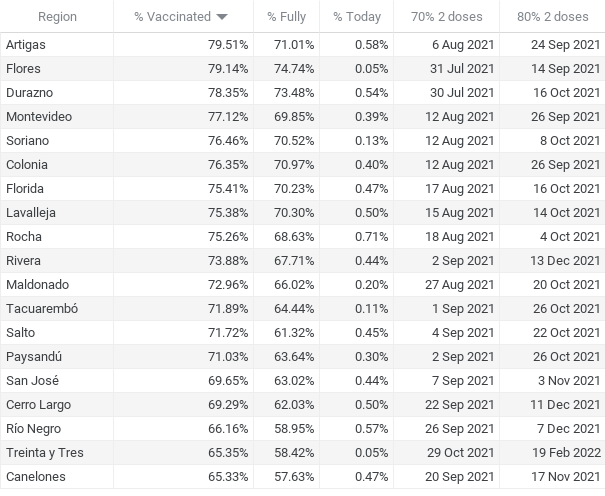 Region % Vaccinated % Fully % Today 70% 2 doses 80% 2 doses
Artigas 79.51% 71.01% 0.58% 6 Aug 2021 24 Sep 2021
Flores 79.14% 74.74% 0.05% 31 Jul 2021 14 Sep 2021
Durazno 78.35% 73.48% 0.54% 30 Jul 2021 16 Oct 2021
Montevideo 77.12% 69.85% 0.39% 12 Aug 2021 26 Sep 2021
Soriano 76.46% 70.52% 0.13% 12 Aug 2021 8 Oct 2021
Colonia 76.35% 70.97% 0.40% 12 Aug 2021 26 Sep 2021
Florida 75.41% 70.23% 0.47% 17 Aug 2021 16 Oct 2021
Lavalleja 75.38% 70.30% 0.50% 15 Aug 2021 14 Oct 2021
Rocha 75.26% 68.63% 0.71% 18 Aug 2021 4 Oct 2021
Rivera 73.88% 67.71% 0.44% 2 Sep 2021 13 Dec 2021
Maldonado 72.96% 66.02% 0.20% 27 Aug 2021 20 Oct 2021
Tacuarembó 71.89% 64.44% 0.11% 1 Sep 2021 26 Oct 2021
Salto 71.72% 61.32% 0.45% 4 Sep 2021 22 Oct 2021
Paysandú 71.03% 63.64% 0.30% 2 Sep 2021 26 Oct 2021
San José 69.65% 63.02% 0.44% 7 Sep 2021 3 Nov 2021
Cerro Largo 69.29% 62.03% 0.50% 22 Sep 2021 11 Dec 2021
Río Negro 66.16% 58.95% 0.57% 26 Sep 2021 7 Dec 2021
Treinta y Tres 65.35% 58.42% 0.05% 29 Oct 2021 19 Feb 2022
Canelones 65.33% 57.63% 0.47% 20 Sep 2021 17 Nov 2021